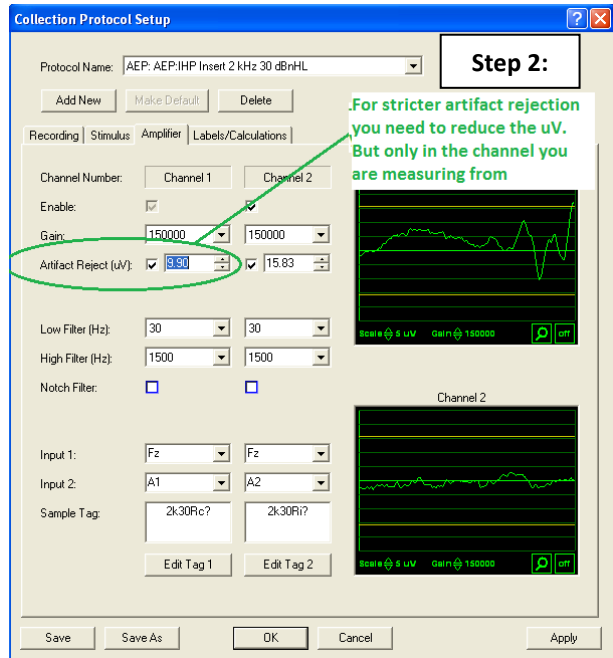 Collection Protocol Setup
Step 2:
Protocol Name: AEP: AEP:IHP Insert 2 kHz 30 dBnHL
Add New Make Default Delete
For stricter artifact rejection
you need to reduce the uV.
But only in the channel you
are measuring from
Recording Stimulus Amplifier Labels/Calculations
Channel Number: Channel 1 Channel 2
Enable:
Gain: 150000 150000
Artifact Reject (uV): 9.90 15.83
Low Filter (Hz): 30 30
High Filter (Hz): 1500 1500
Notch Filter:
Scale 5 uV Gain 150000 off
Channel 2
Input 1: Fz Fz
Input 2: A1 A2
Sample Tag: 2k30Rc? 2k30Ri?
Edit Tag 1 Edit Tag 2
Scale 5 uV Gain 150000 off
Save Save As OK Cancel Apply